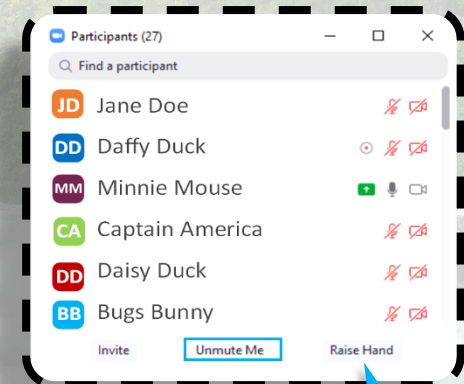 Participants (27)
Find a participant
JD Jane Doe
DD Daffy Duck
MM Minnie Mouse
CA Captain America
DD Daisy Duck
BB Bugs Bunny
Invite Unmute Me Raise Hand